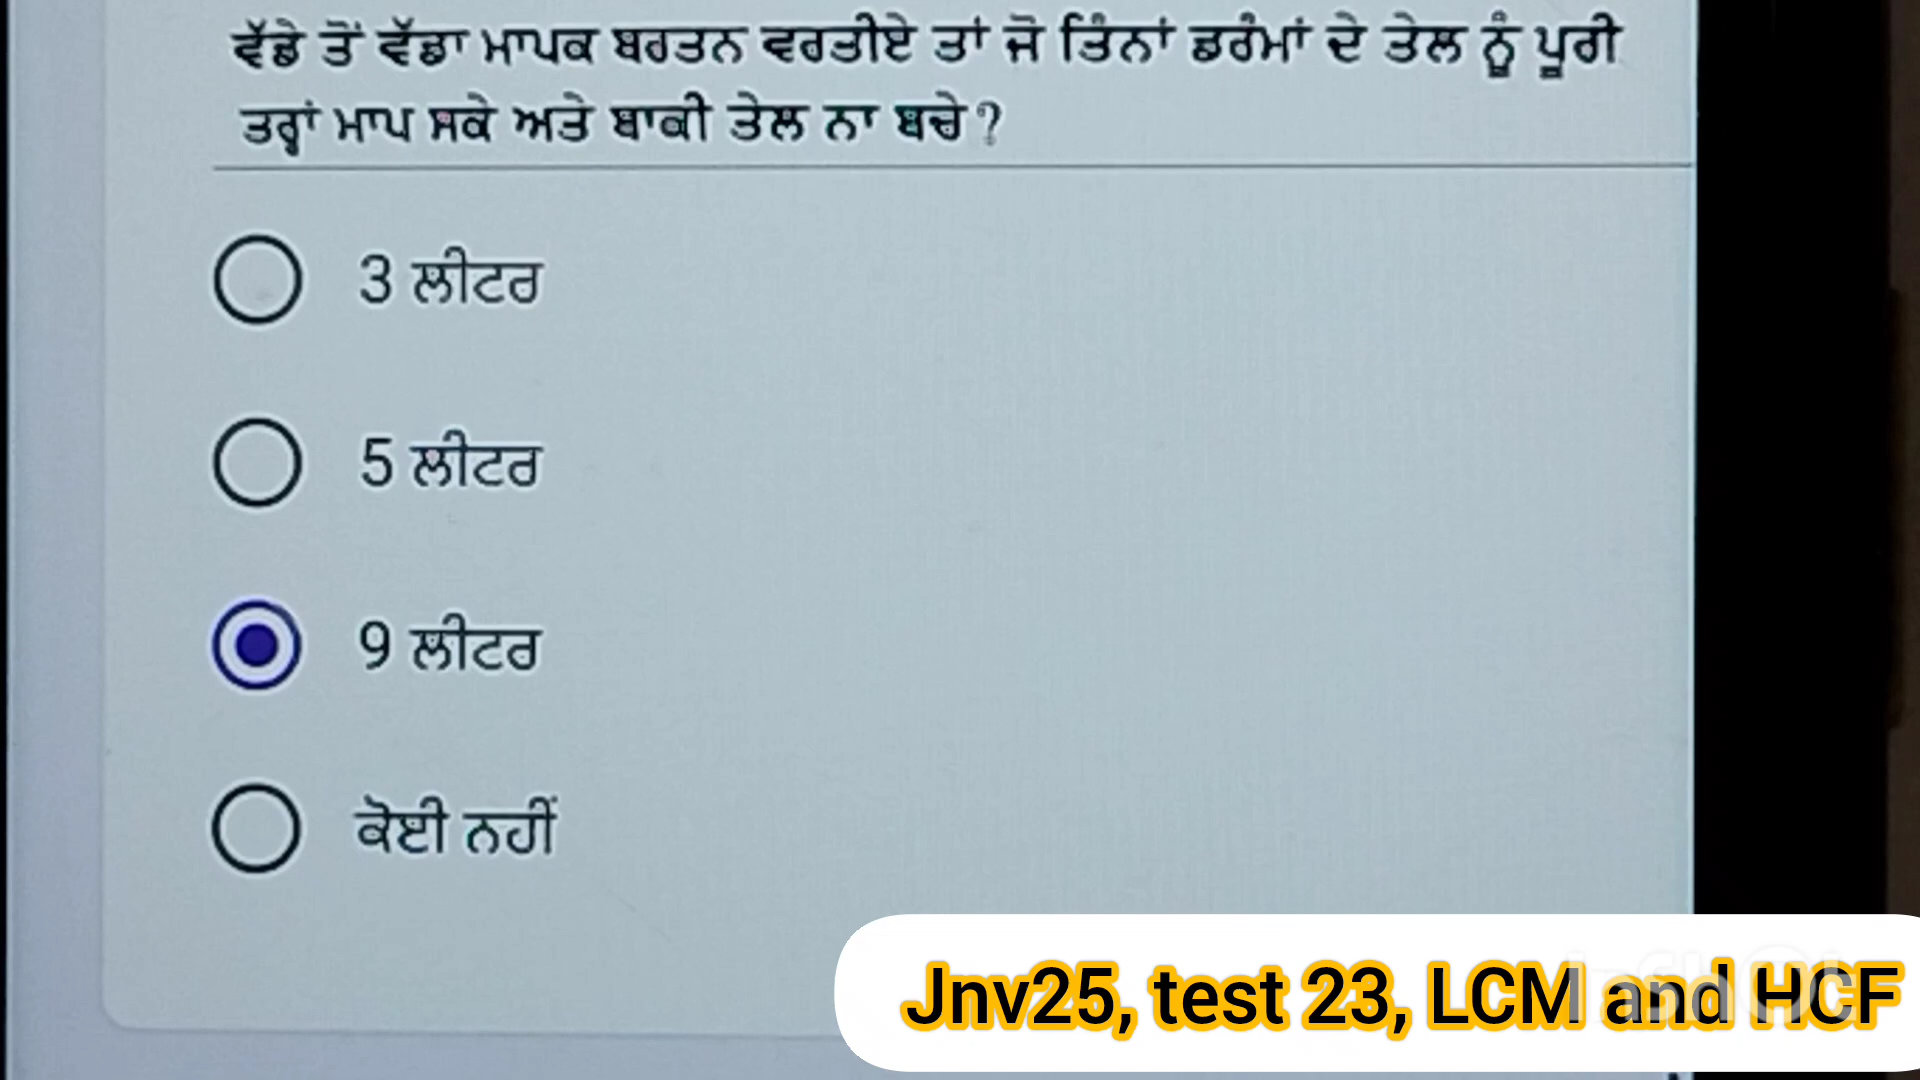 ਵੱਡੇ ਤੋਂ ਵੱਡਾ ਮਾਪਕ ਬਰਤਨ ਵਰਤੀਏ ਤਾਂ ਜੋ ਤਿੰਨਾਂ ਡਰੰਮਾਂ ਦੇ ਤੇਲ ਨੂੰ ਪੂਰੀ
ਤਰ੍ਹਾਂ ਮਾਪ ਸਕੇ ਅਤੇ ਬਾਕੀ ਤੇਲ ਨਾ ਬਚੇ?
3 ਲੀਟਰ
5 ਲੀਟਰ
9 ਲੀਟਰ
ਕੋਈ ਨਹੀਂ
Jnv25, test 23, LCM and HCF